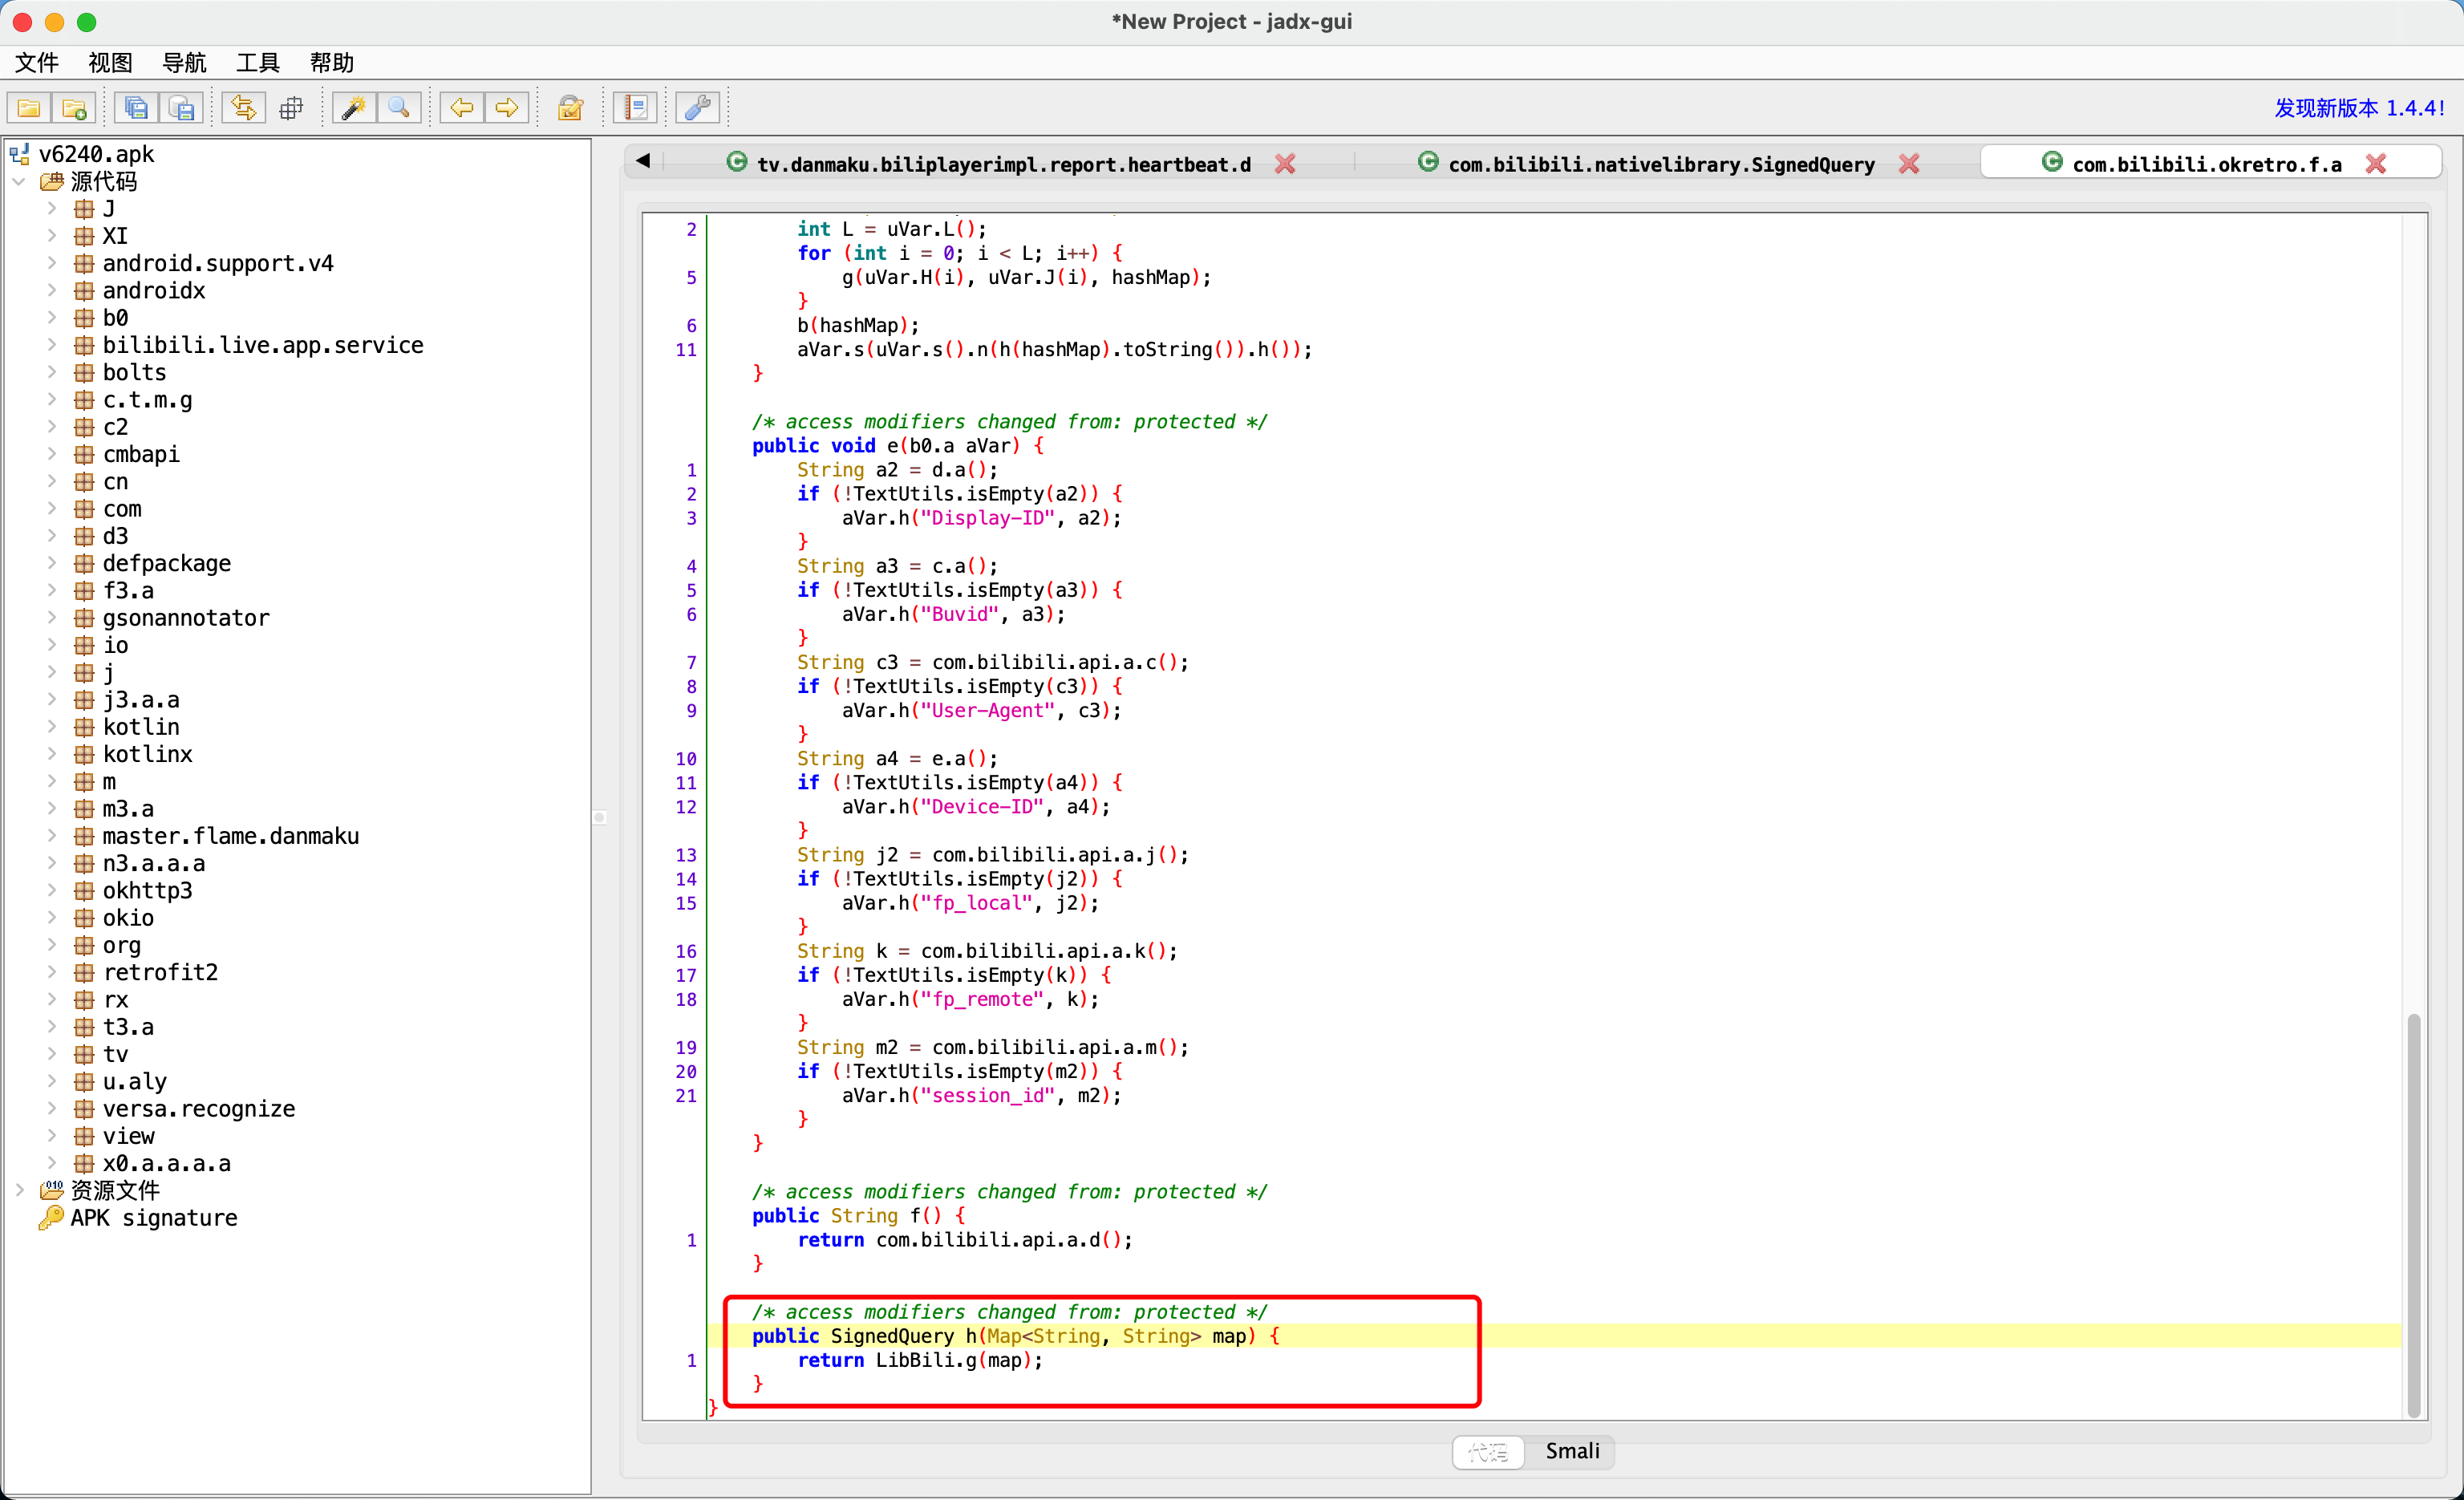 *New Project - jadx-gui
文件 视图 导航 工具 帮助
发现新版本 1.4.4!
v6240.apk
源代码
J
XI
android.support.v4
androidx
b0
bilibili.live.app.service
bolts
c.t.m.g
c2
cmbapi
cn
com
d3
defpackage
f3.a
gsonannotator
io
j
j3.a.a
kotlin
kotlinx
m
m3.a
master.flame.danmaku
n3.a.a.a
okhttp3
okio
org
retrofit2
rx
t3.a
tv
u.aly
versa.recognize
view
x0.a.a.a.a
资源文件
APK signature
tv.danmaku.biliplayerimpl.report.heartbeat.d com.bilibili.nativelibrary.SignedQuery com.bilibili.okretro.f.a
2 int L = uVar.L();
for (int i = 0; i < L; i++) {
5 g(uVar.H(i), uVar.J(i), hashMap);
}
6 b(hashMap);
11 aVar.s(uVar.s().n(h(hashMap).toString()).h());
}
/* access modifiers changed from: protected */
public void e(b0.a aVar) {
1 String a2 = d.a();
2 if (!TextUtils.isEmpty(a2)) {
3 aVar.h("Display-ID", a2);
}
4 String a3 = c.a();
5 if (!TextUtils.isEmpty(a3)) {
6 aVar.h("Buvid", a3);
}
7 String c3 = com.bilibili.api.a.c();
8 if (!TextUtils.isEmpty(c3)) {
9 aVar.h("User-Agent", c3);
}
10 String a4 = e.a();
11 if (!TextUtils.isEmpty(a4)) {
12 aVar.h("Device-ID", a4);
}
13 String j2 = com.bilibili.api.a.j();
14 if (!TextUtils.isEmpty(j2)) {
15 aVar.h("fp_local", j2);
}
16 String k = com.bilibili.api.a.k();
17 if (!TextUtils.isEmpty(k)) {
18 aVar.h("fp_remote", k);
}
19 String m2 = com.bilibili.api.a.m();
20 if (!TextUtils.isEmpty(m2)) {
21 aVar.h("session_id", m2);
}
}
/* access modifiers changed from: protected */
public String f() {
1 return com.bilibili.api.a.d();
}
/* access modifiers changed from: protected */
public SignedQuery h(Map<String, String> map) {
1 return LibBili.g(map);
}
}
代码 Smali